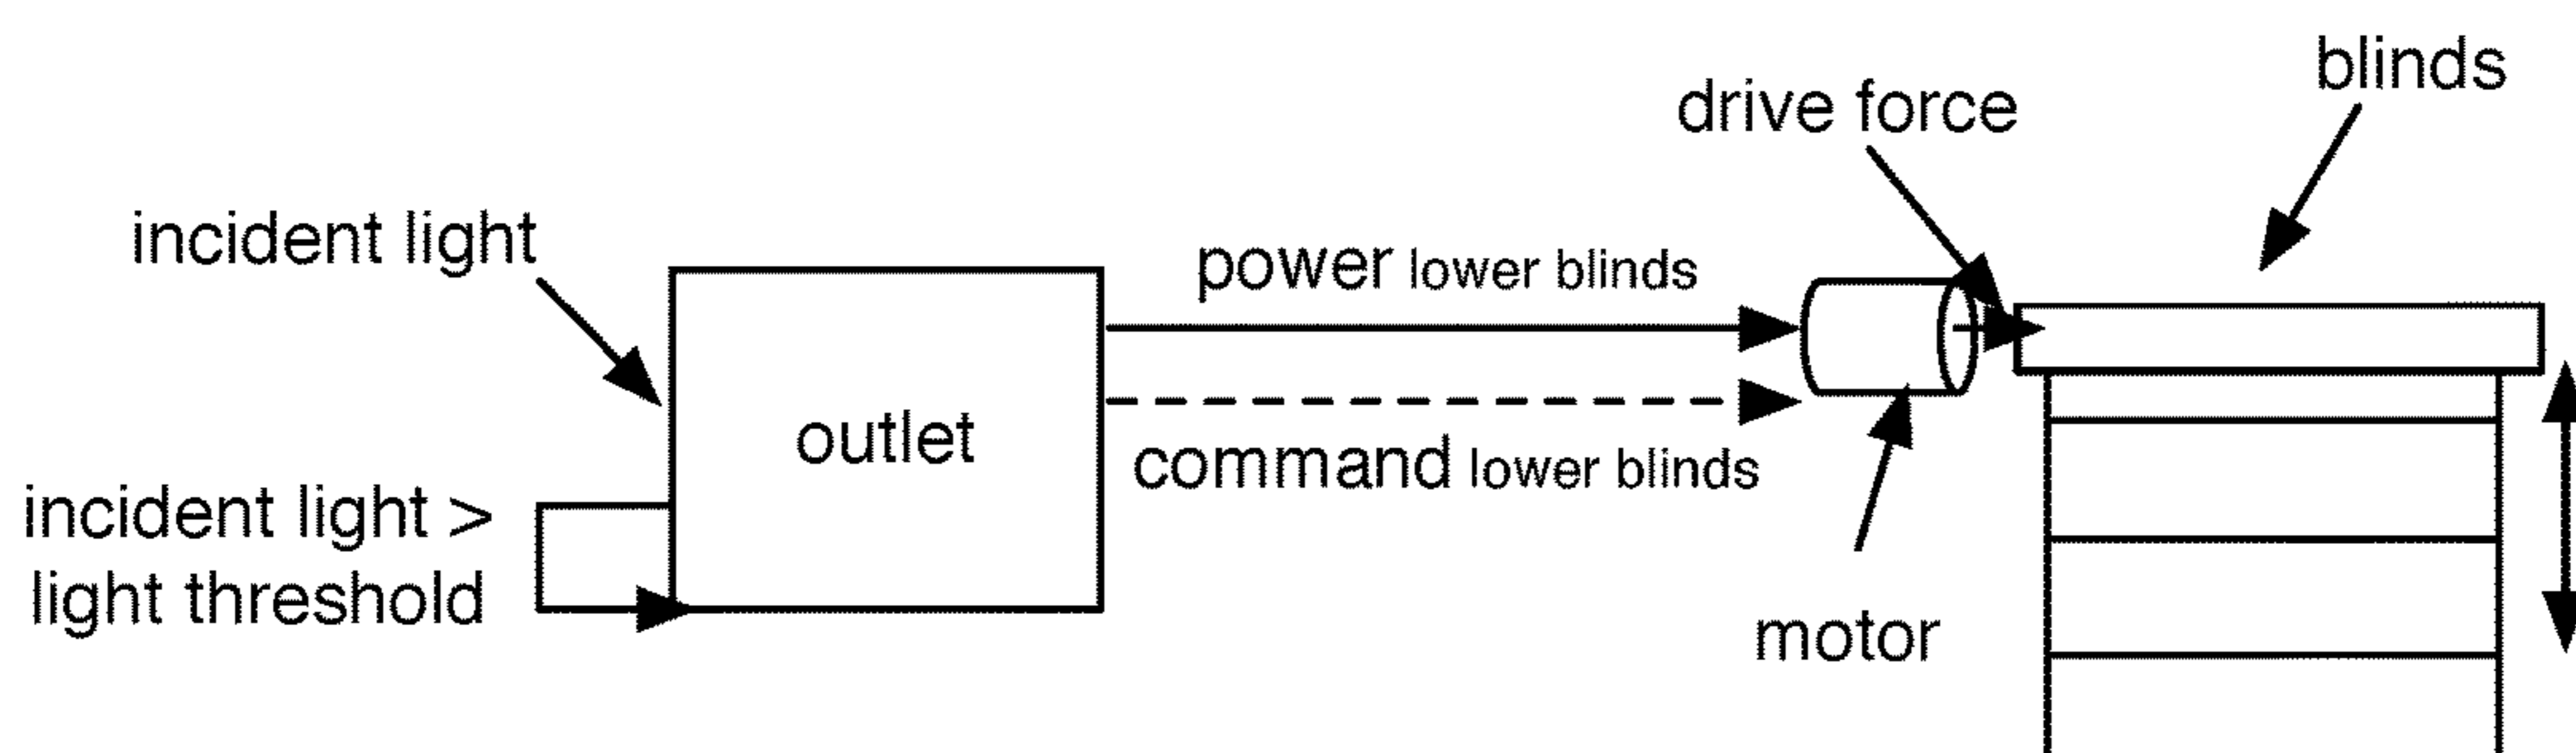 blinds
drive force
incident light
power lower blinds
outlet
command lower blinds
incident light >
light threshold
motor